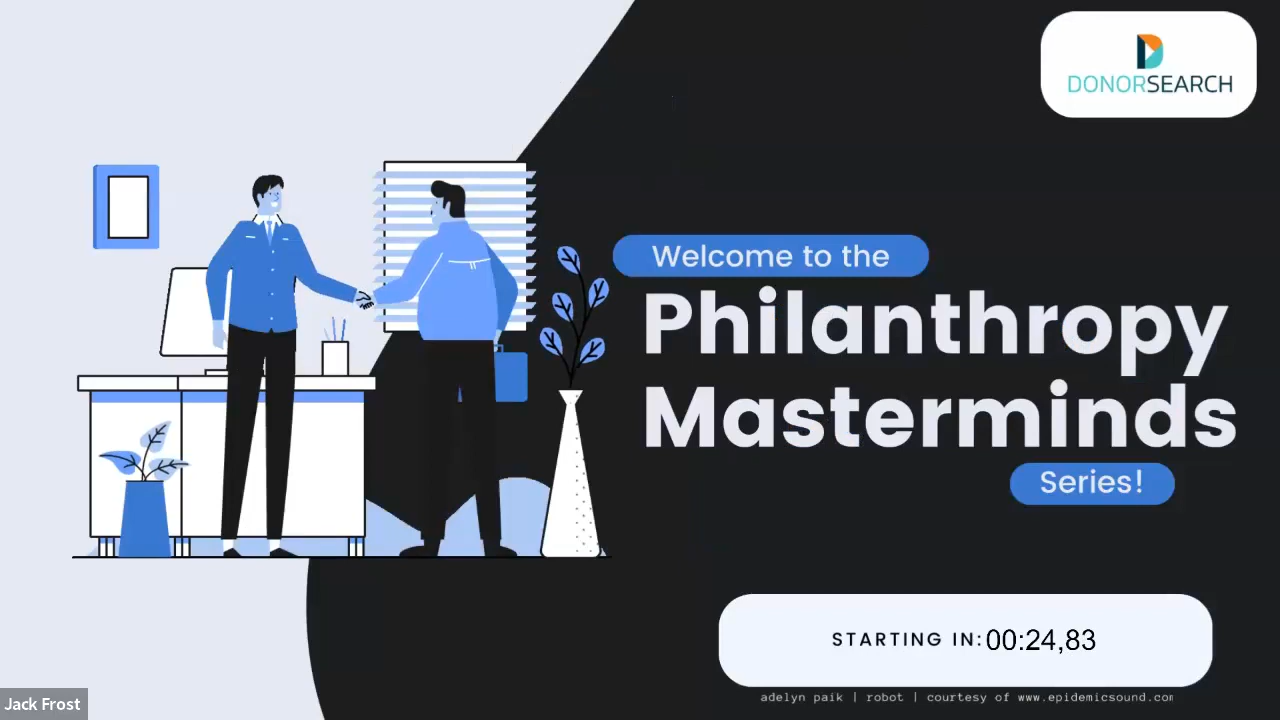 DONORSEARCH
Welcome to the
Philanthropy
Masterminds
Series!
STARTING IN: 00:24,83
adelyn paik | robot | courtesy of www.epidemicsound.com
Jack Frost